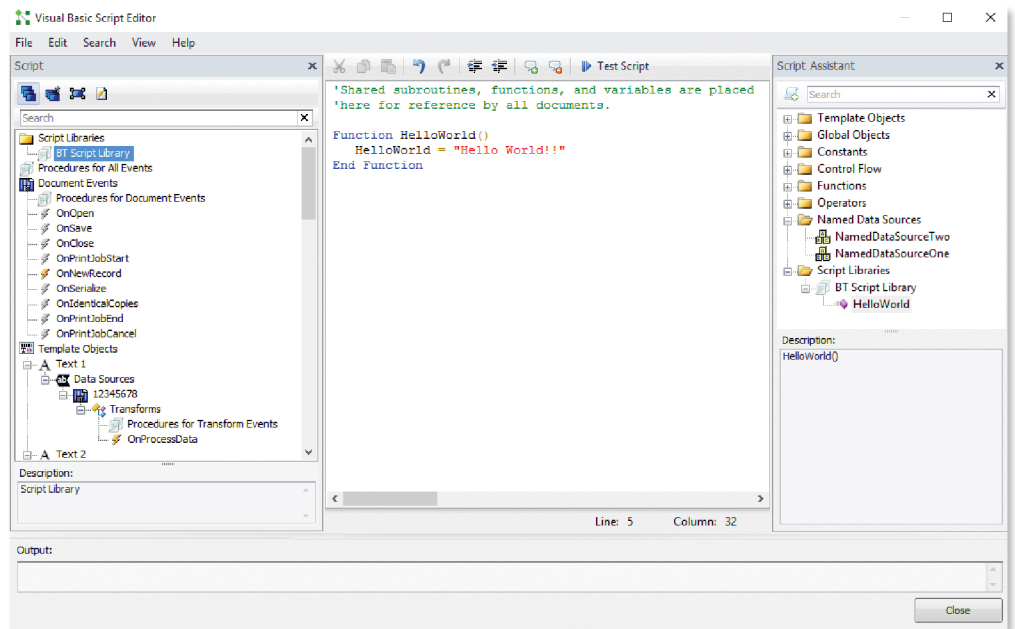 Visual Basic Script Editor
File Edit Search View Help
Script
Search
Script Libraries
BT Script Library
Procedures for All Events
Document Events
Procedures for Document Events
OnOpen
OnSave
OnClose
OnPrintJobStart
OnNewRecord
OnSerialize
OnIdenticalCopies
OnPrintJobEnd
OnPrintJobCancel
Template Objects
A Text 1
abc Data Sources
12345678
Transforms
Procedures for Transform Events
OnProcessData
A Text 2
Description:
Script Library
Test Script
'Shared subroutines, functions, and variables are placed
'here for reference by all documents.
Function HelloWorld()
HelloWorld = "Hello World!!"
End Function
Line: 5 Column: 32
Script Assistant
Search
Template Objects
Global Objects
Constants
Control Flow
Functions
Operators
Named Data Sources
NamedDataSourceTwo
NamedDataSourceOne
Script Libraries
BT Script Library
HelloWorld
Description:
HelloWorld()
Output:
Close